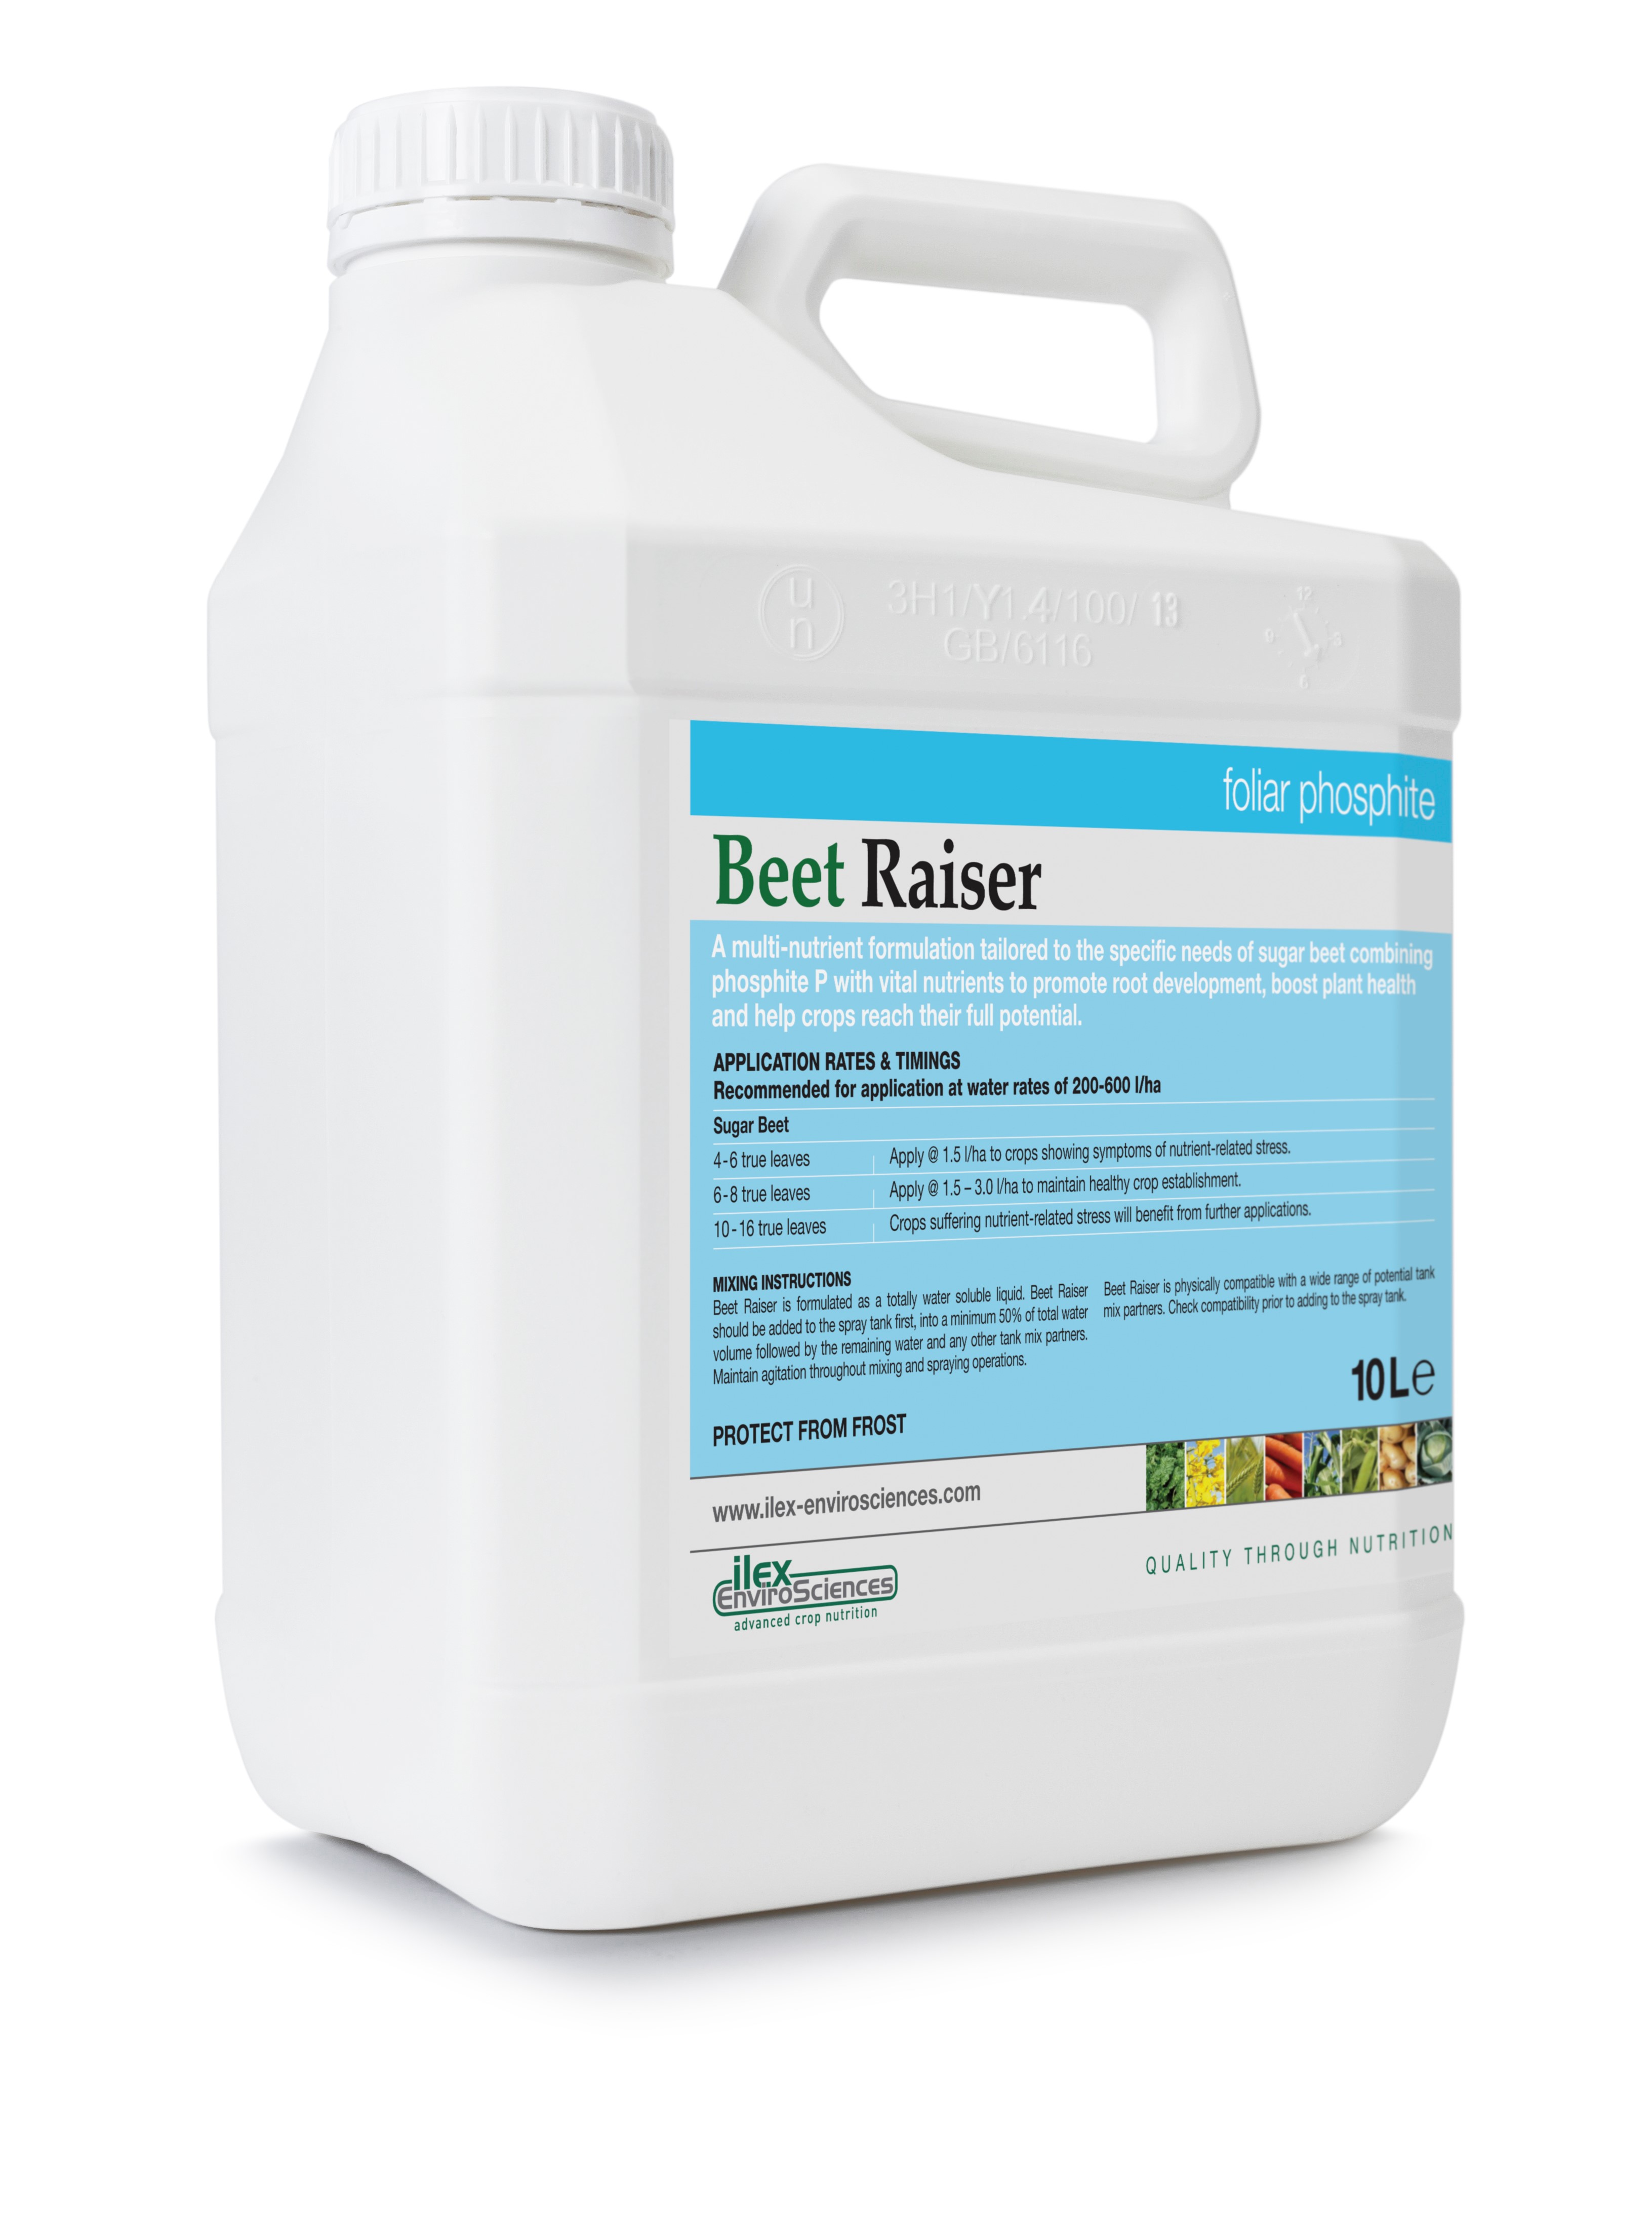 un
3H1/Y1.4/100/ 13
GB/6116
12
9 3
6
foliar phosphite
Beet Raiser
A multi-nutrient formulation tailored to the specific needs of sugar beet combining
phosphite P with vital nutrients to promote root development, boost plant health
and help crops reach their full potential.
APPLICATION RATES & TIMINGS
Recommended for application at water rates of 200-600 l/ha
Sugar Beet
4-6 true leaves Apply @ 1.5 l/ha to crops showing symptoms of nutrient-related stress.
6-8 true leaves Apply @ 1.5 – 3.0 l/ha to maintain healthy crop establishment.
10-16 true leaves Crops suffering nutrient-related stress will benefit from further applications.
MIXING INSTRUCTIONS
Beet Raiser is formulated as a totally water soluble liquid. Beet Raiser
should be added to the spray tank first, into a minimum 50% of total water
volume followed by the remaining water and any other tank mix partners.
Maintain agitation throughout mixing and spraying operations.
Beet Raiser is physically compatible with a wide range of potential tank
mix partners. Check compatibility prior to adding to the spray tank.
10L e
PROTECT FROM FROST
www.ilex-envirosciences.com
QUALITY THROUGH NUTRITION
ilex
EnviroSciences
advanced crop nutrition